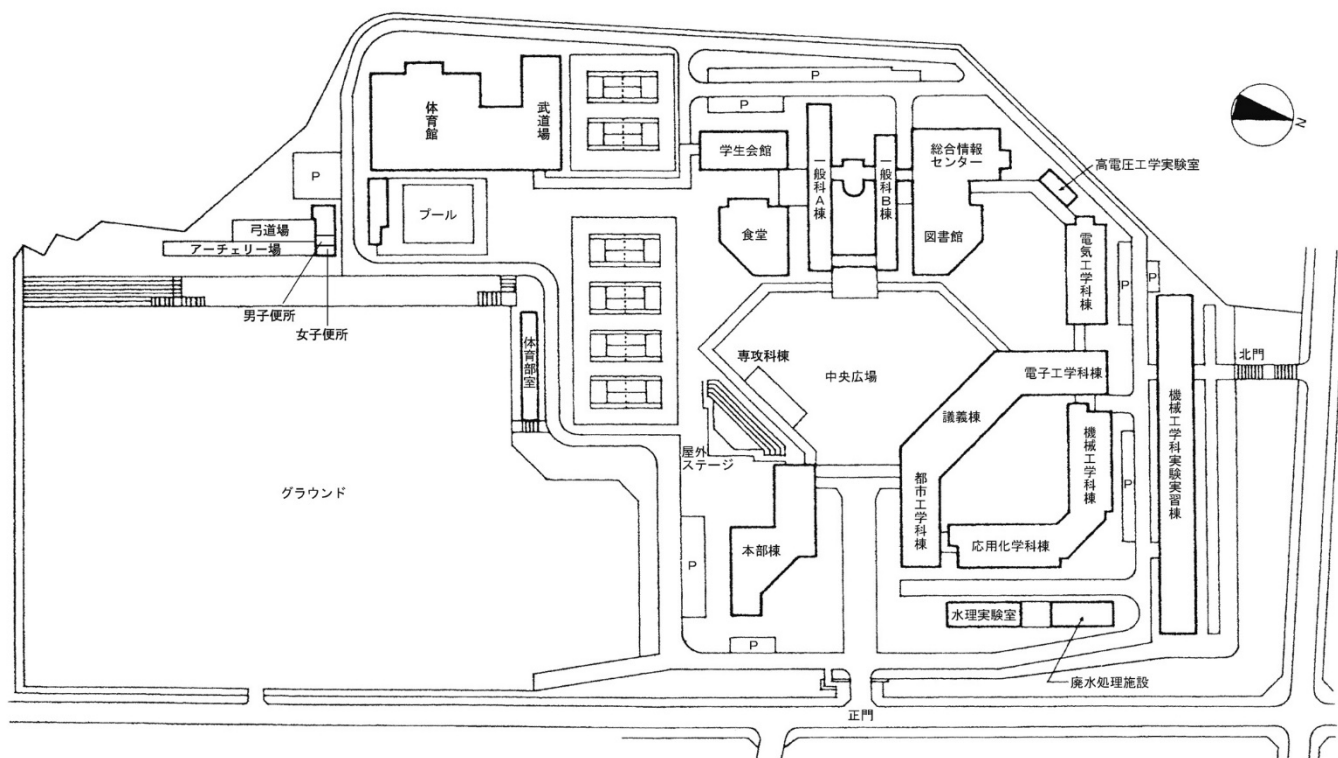 P
P
体育館
武道場
学生会館
一般科A棟
一般科B棟
総合情報
センター
N
高電圧工学実験室
P
プール
弓道場
アーチェリー場
食堂
図書館
電気工学科棟
P
P
男子便所
女子便所
体育部室
専攻科棟
中央広場
電子工学科棟
北門
議義棟
機械工学科棟
機械工学科実験実習棟
屋外
ステージ
グラウンド
都市工学科棟
P
本部棟
応用化学科棟
P
水理実験室
P
廃水処理施設
正門